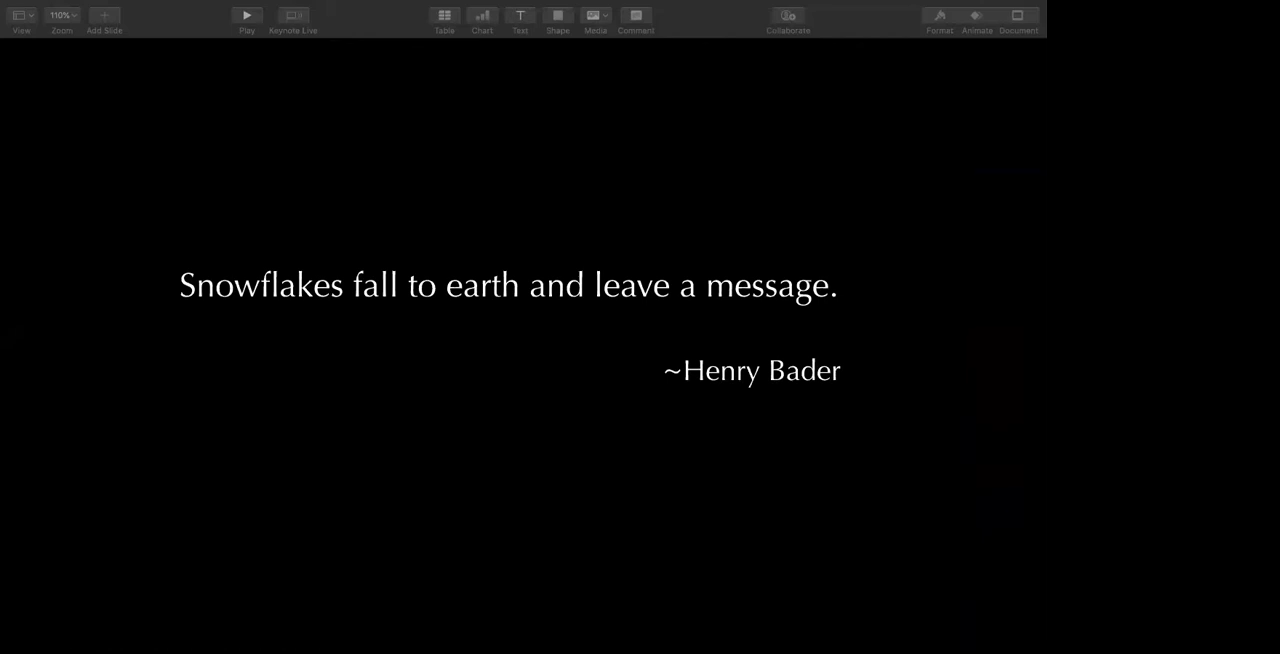 110%
View Zoom Add Slide Play Keynote Live Table Chart Text Shape Media Comment Collaborate Format Animate Document
Snowflakes fall to earth and leave a message.
~Henry Bader